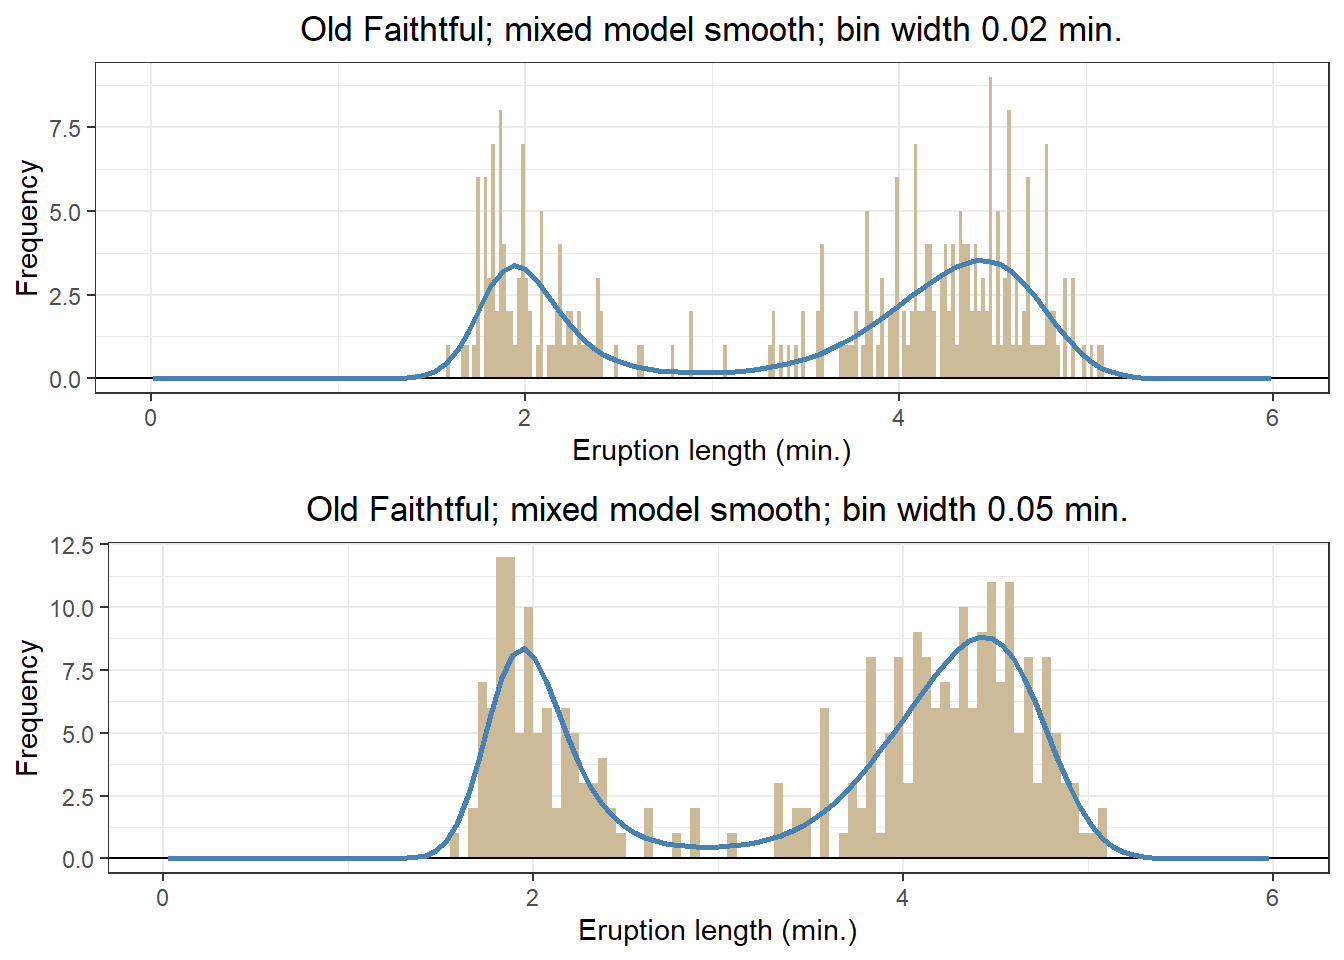 Old Faithtful; mixed model smooth; bin width 0.02 min.
Frequency
7.5
5.0
2.5
0.0
0 2 4 6
Eruption length (min.)
Old Faithtful; mixed model smooth; bin width 0.05 min.
Frequency
12.5
10.0
7.5
5.0
2.5
0.0
0 2 4 6
Eruption length (min.)